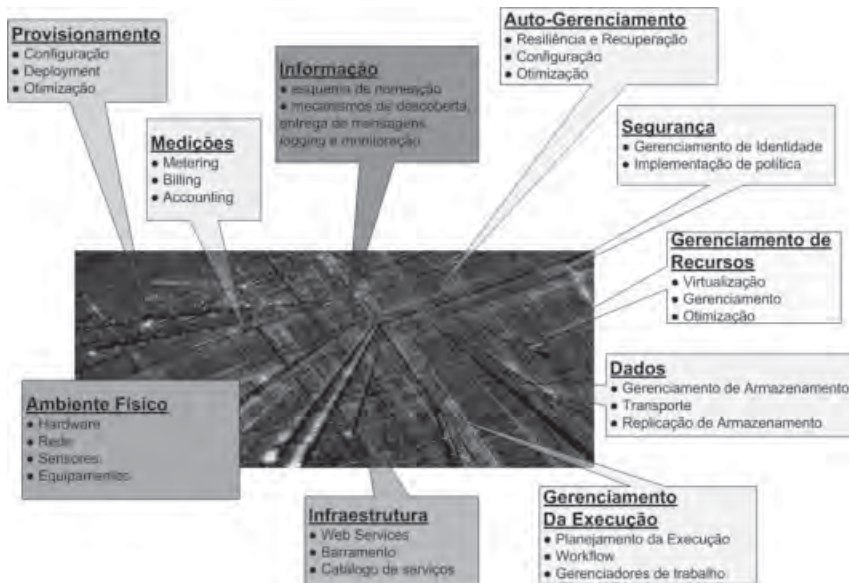 Provisionamento
● Configuração
● Deployment
● Otimização
Medições
● Metering
● Billing
● Accounting
Informação
● esquema de nomeação
● mecanismos de descoberta,
entrega de mensagens,
logging e monitoração
Auto-Gerenciamento
● Resiliência e Recuperação
● Configuração
● Otimização
Segurança
● Gerenciamento de Identidade
● Implementação de política
Gerenciamento de
Recursos
● Virtualização
● Gerenciamento
● Otimização
Dados
● Gerenciamento de Armazenamento
● Transporte
● Replicação de Armazenamento
Ambiente Físico
● Hardware
● Rede
● Sensores
● Equipamentos
Infraestrutura
● Web Services
● Barramento
● Catálogo de serviços
Gerenciamento
Da Execução
● Planejamento da Execução
● Workflow
● Gerenciadores de trabalho